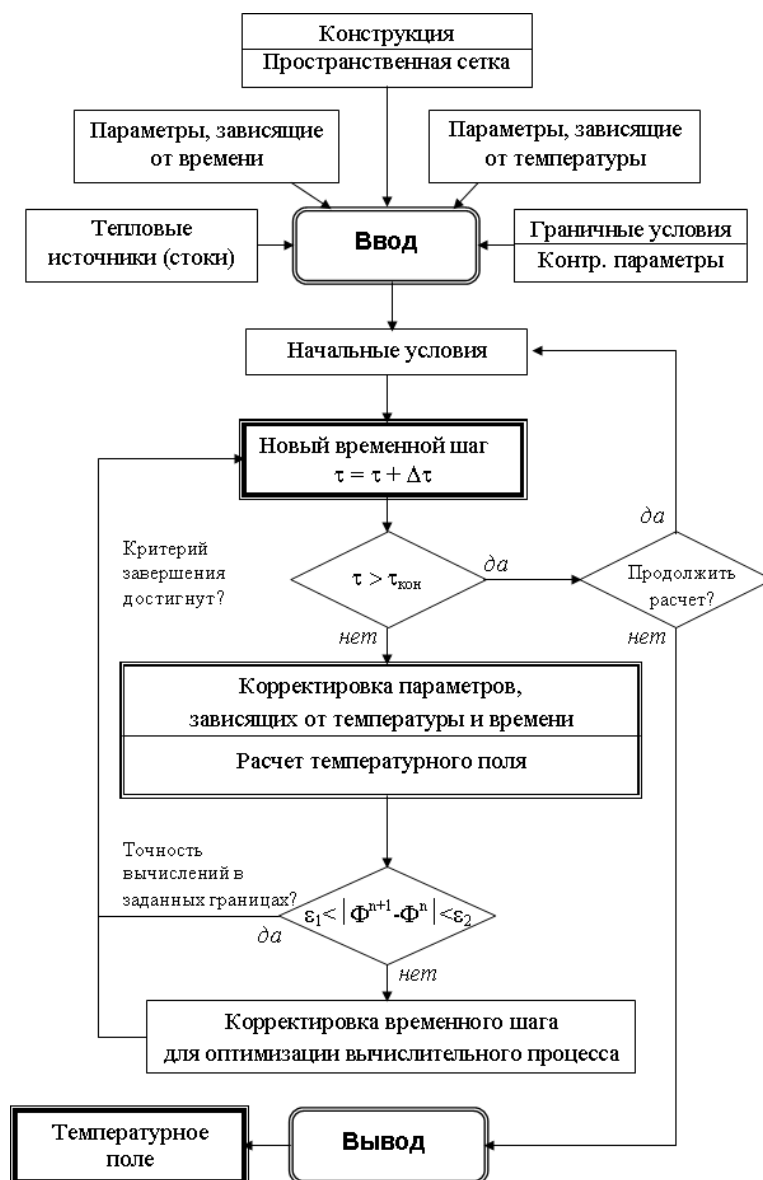 Конструкция
Пространственная сетка
Параметры, зависящие
от времени
Параметры, зависящие
от температуры
Тепловые
источники (стоки)
Ввод
Граничные условия
Контр. параметры
Начальные условия
Новый временной шаг
τ = τ + Δτ
да
Критерий
завершения
достигнут?
τ > τкон
да
Продолжить
расчет?
нет
нет
Корректировка параметров,
зависящих от температуры и времени
Расчет температурного поля
Точность
вычислений в
заданных границах?
ε₁< |Фⁿ⁺¹-Фⁿ| <ε₂
да
нет
Корректировка временного шага
для оптимизации вычислительного процесса
Температурное
поле
Вывод